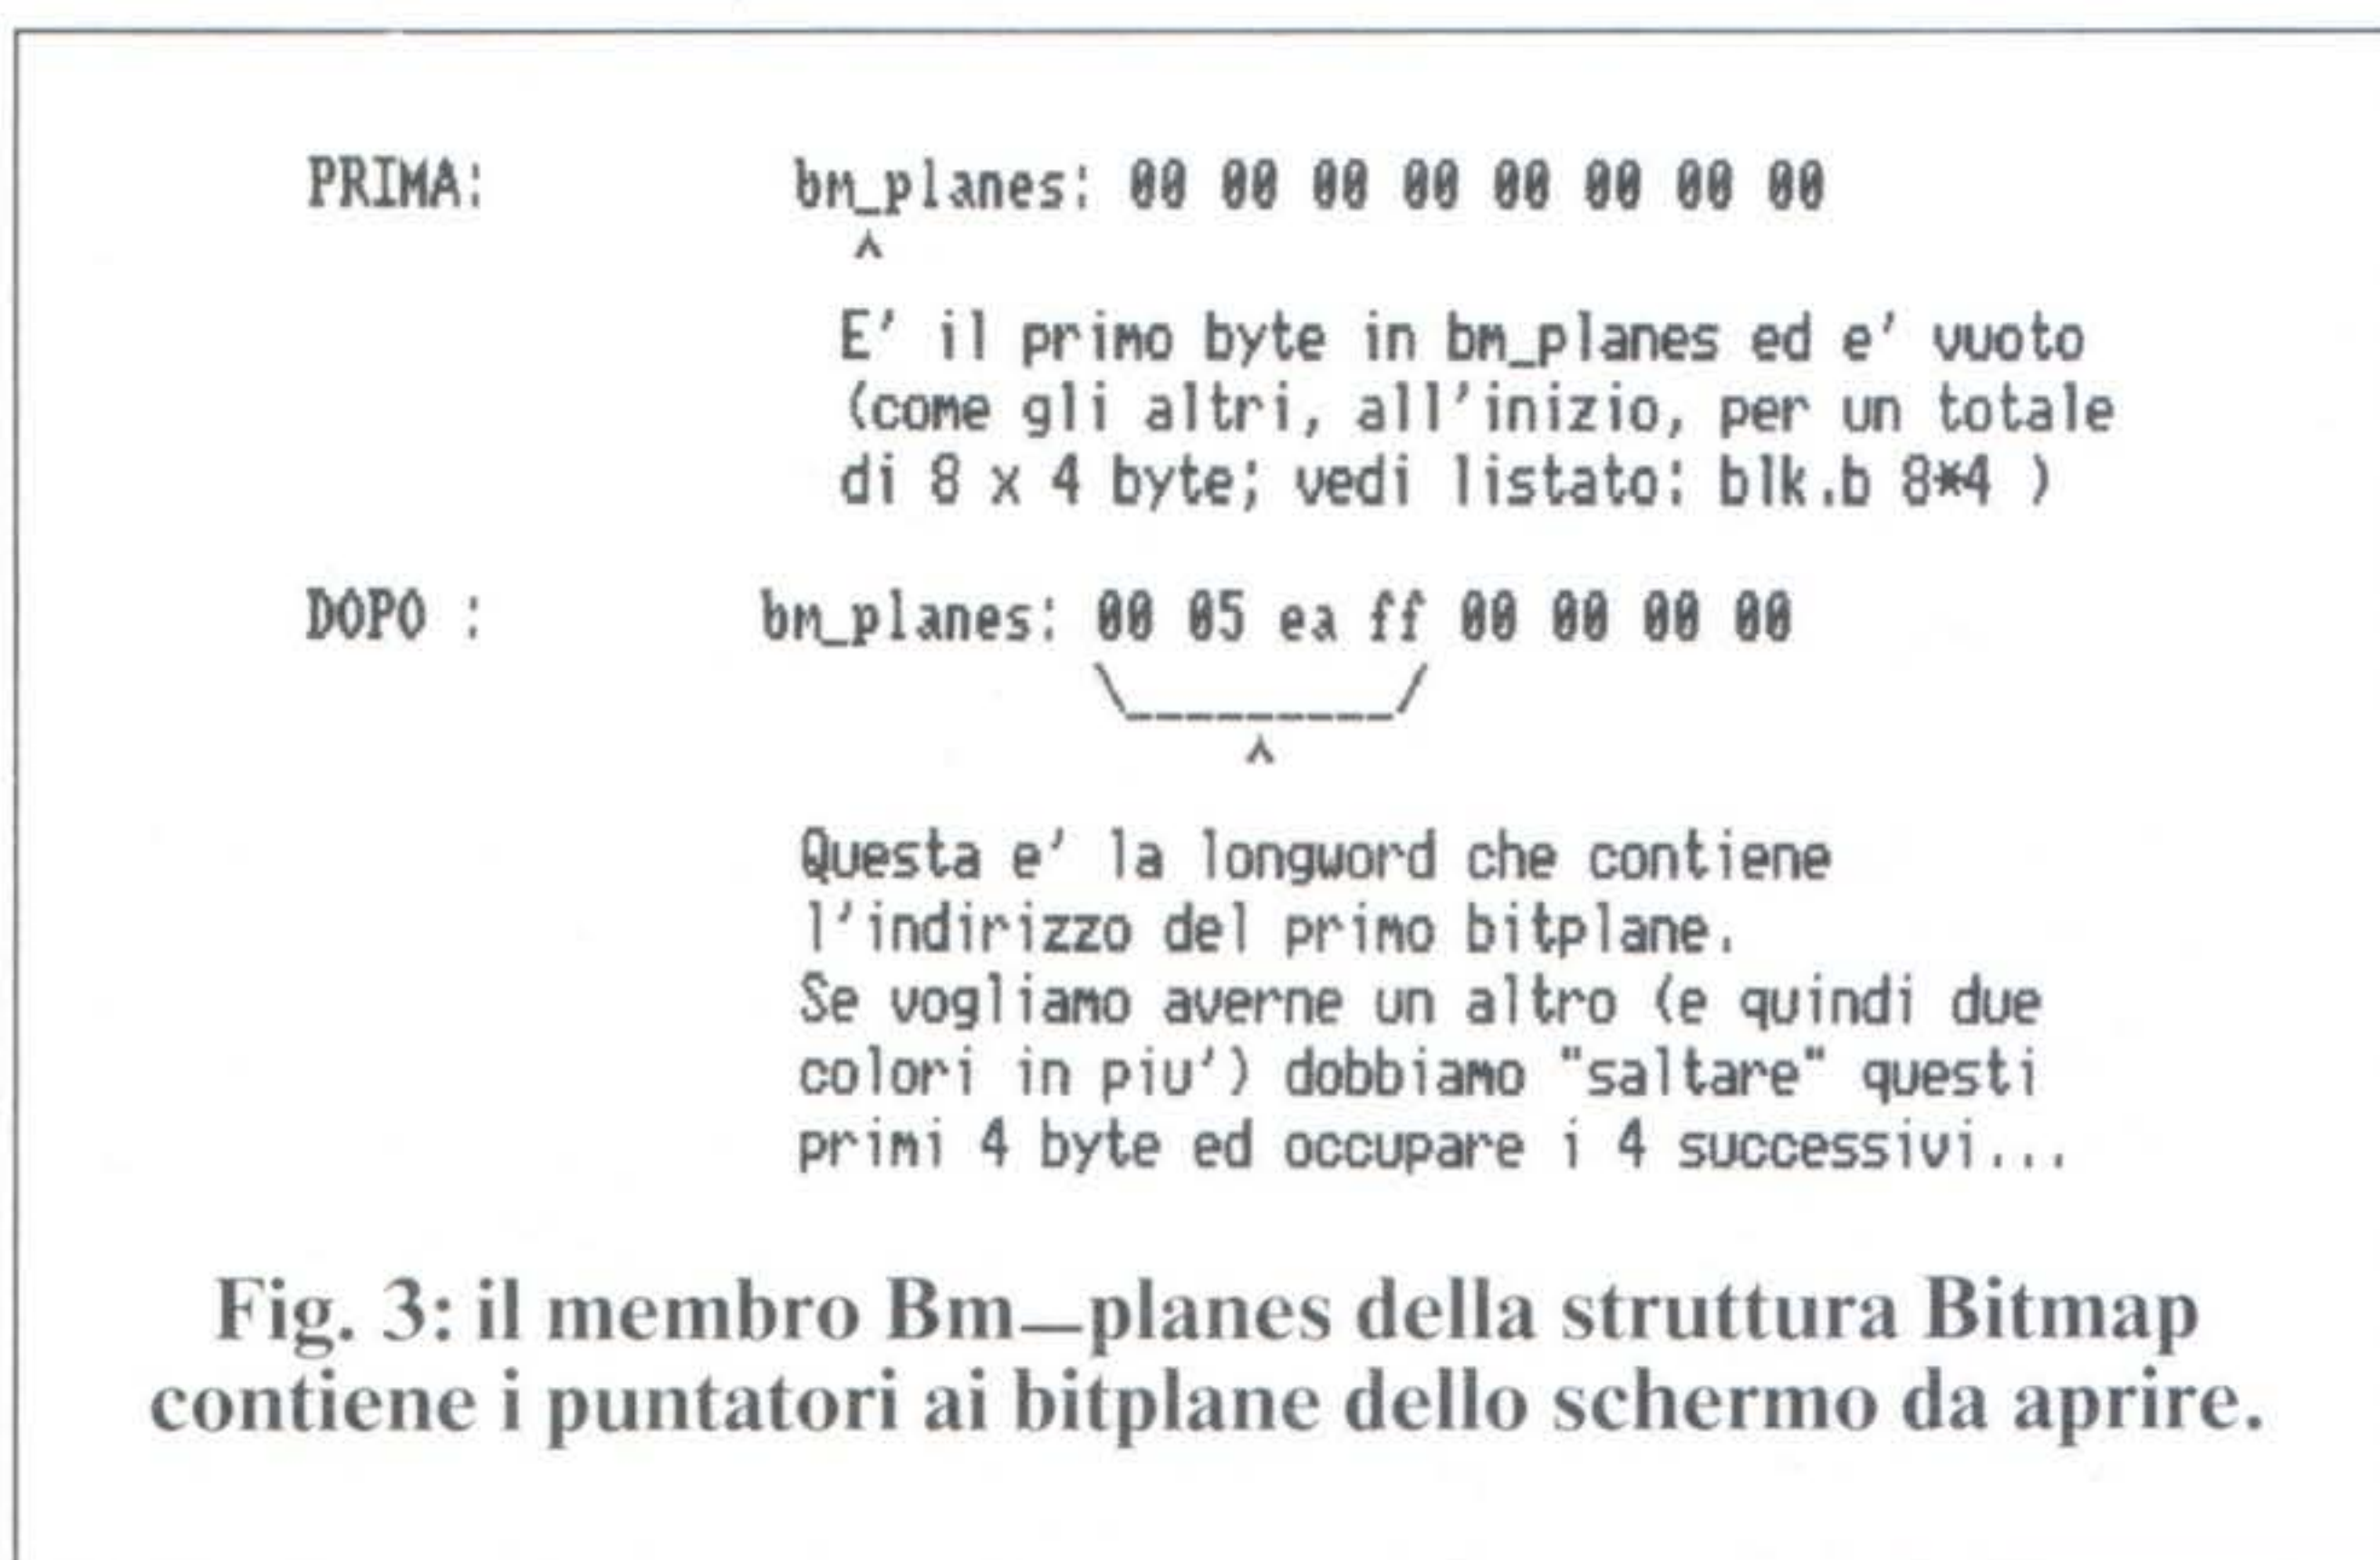 PRIMA: bm_planes: 00 00 00 00 00 00 00 00
^
E' il primo byte in bm_planes ed e' vuoto
(come gli altri, all'inizio, per un totale
di 8 x 4 byte; vedi listato: blk.b 8*4 )
DOPO : bm_planes: 00 05 ea ff 00 00 00 00
\_________/
^
Questa e' la longword che contiene
l'indirizzo del primo bitplane.
Se vogliamo averne un altro (e quindi due
colori in piu') dobbiamo "saltare" questi
primi 4 byte ed occupare i 4 successivi...
Fig. 3: il membro Bm_planes della struttura Bitmap
contiene i puntatori ai bitplane dello schermo da aprire.